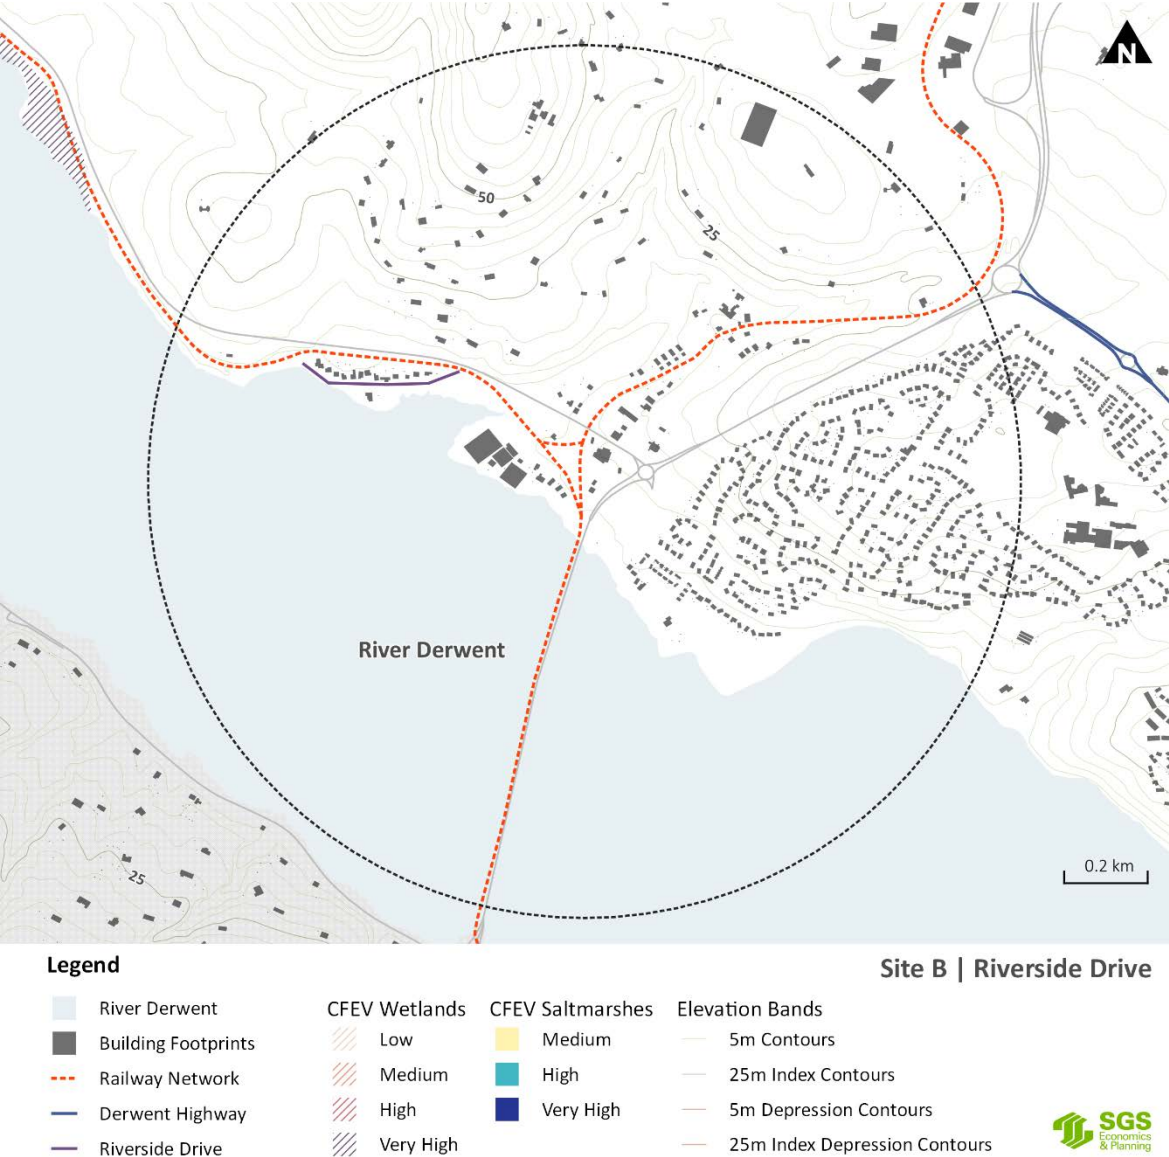 N
50
25
River Derwent
25
0.2 km
Legend
Site B | Riverside Drive
River Derwent
Building Footprints
Railway Network
Derwent Highway
Riverside Drive
CFEV Wetlands
Low
Medium
High
Very High
CFEV Saltmarshes
Medium
High
Very High
Elevation Bands
5m Contours
25m Index Contours
5m Depression Contours
25m Index Depression Contours
SGS
Economics
& Planning